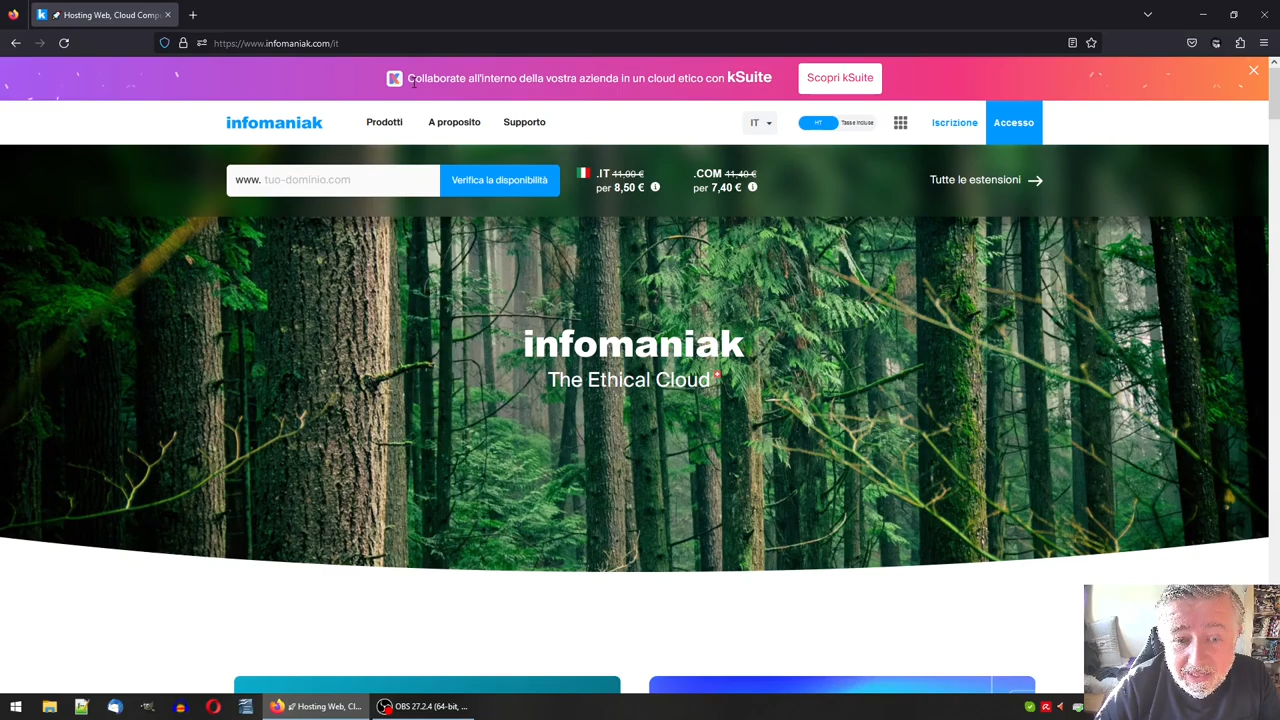 Hosting Web, Cloud Comp
https://www.infomaniak.com/it
Collaborate all'interno della vostra azienda in un cloud etico con kSuite
Scopri kSuite
infomaniak
Prodotti
A proposito
Supporto
IT
HT
Tasse incluse
Iscrizione
Accesso
www. tuo-dominio.com
Verifica la disponibilità
.IT 11,00 €
per 8,50 €
.COM 11,40 €
per 7,40 €
Tutte le estensioni
infomaniak
The Ethical Cloud
Hosting Web, Cl...
OBS 27.2.4 (64-bit, ...